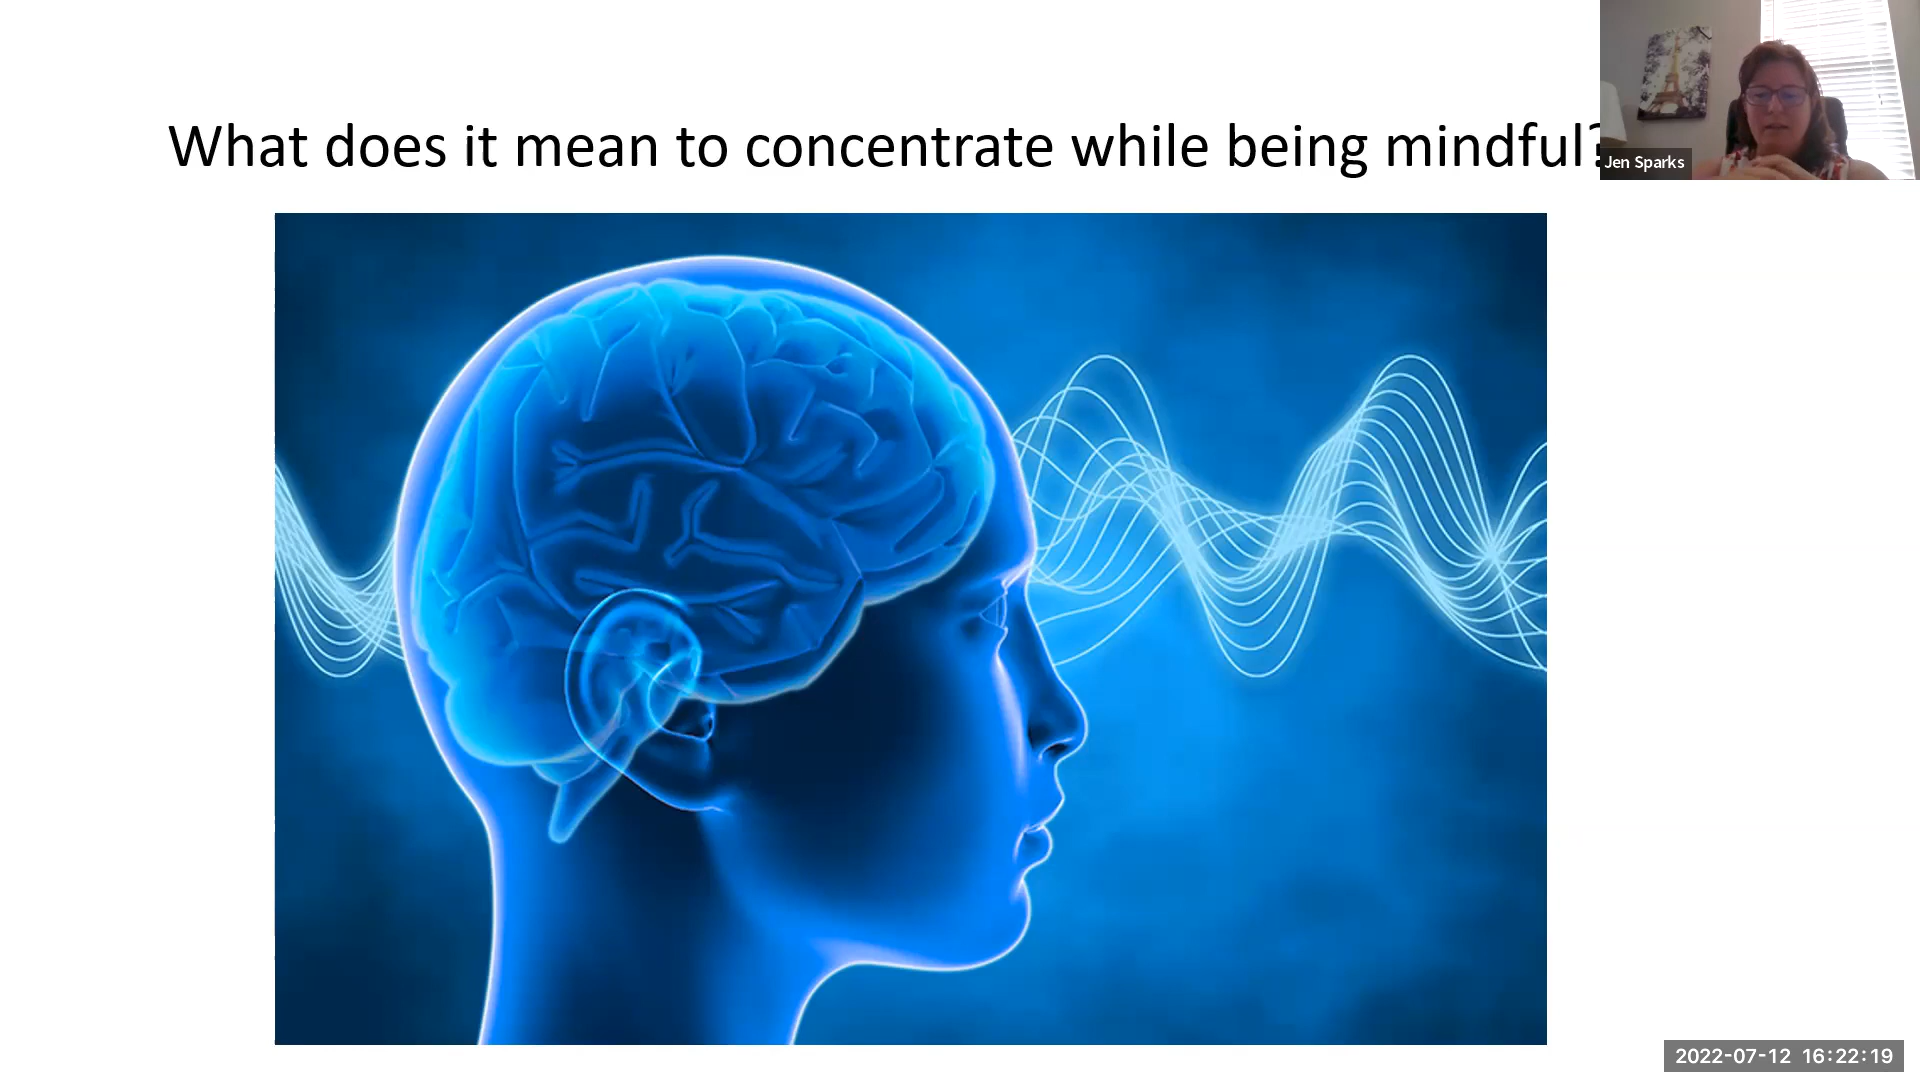 What does it mean to concentrate while being mindful?
Jen Sparks
2022-07-12 16:22:19